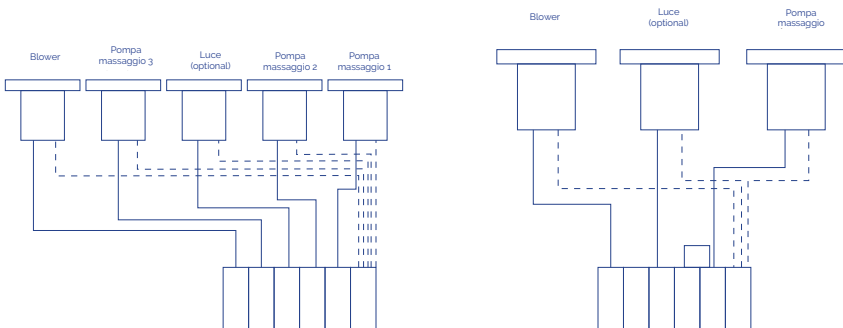 Blower
Pompa
massaggio 3
Luce
(optional)
Pompa
massaggio 2
Pompa
massaggio 1
Blower
Luce
(optional)
Pompa
massaggio